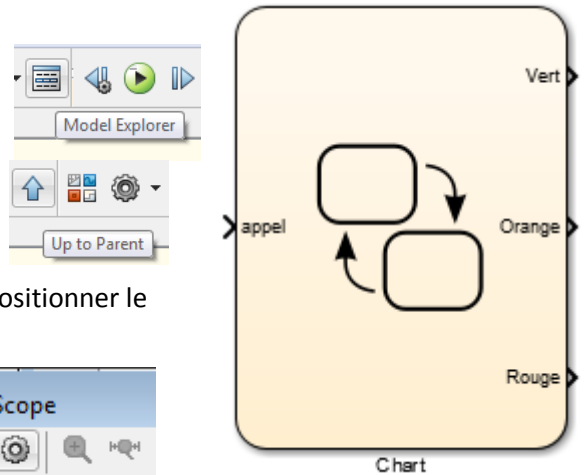 Model Explorer
Up to Parent
ositionner le
Scope
Vert
appel
Orange
Rouge
Chart